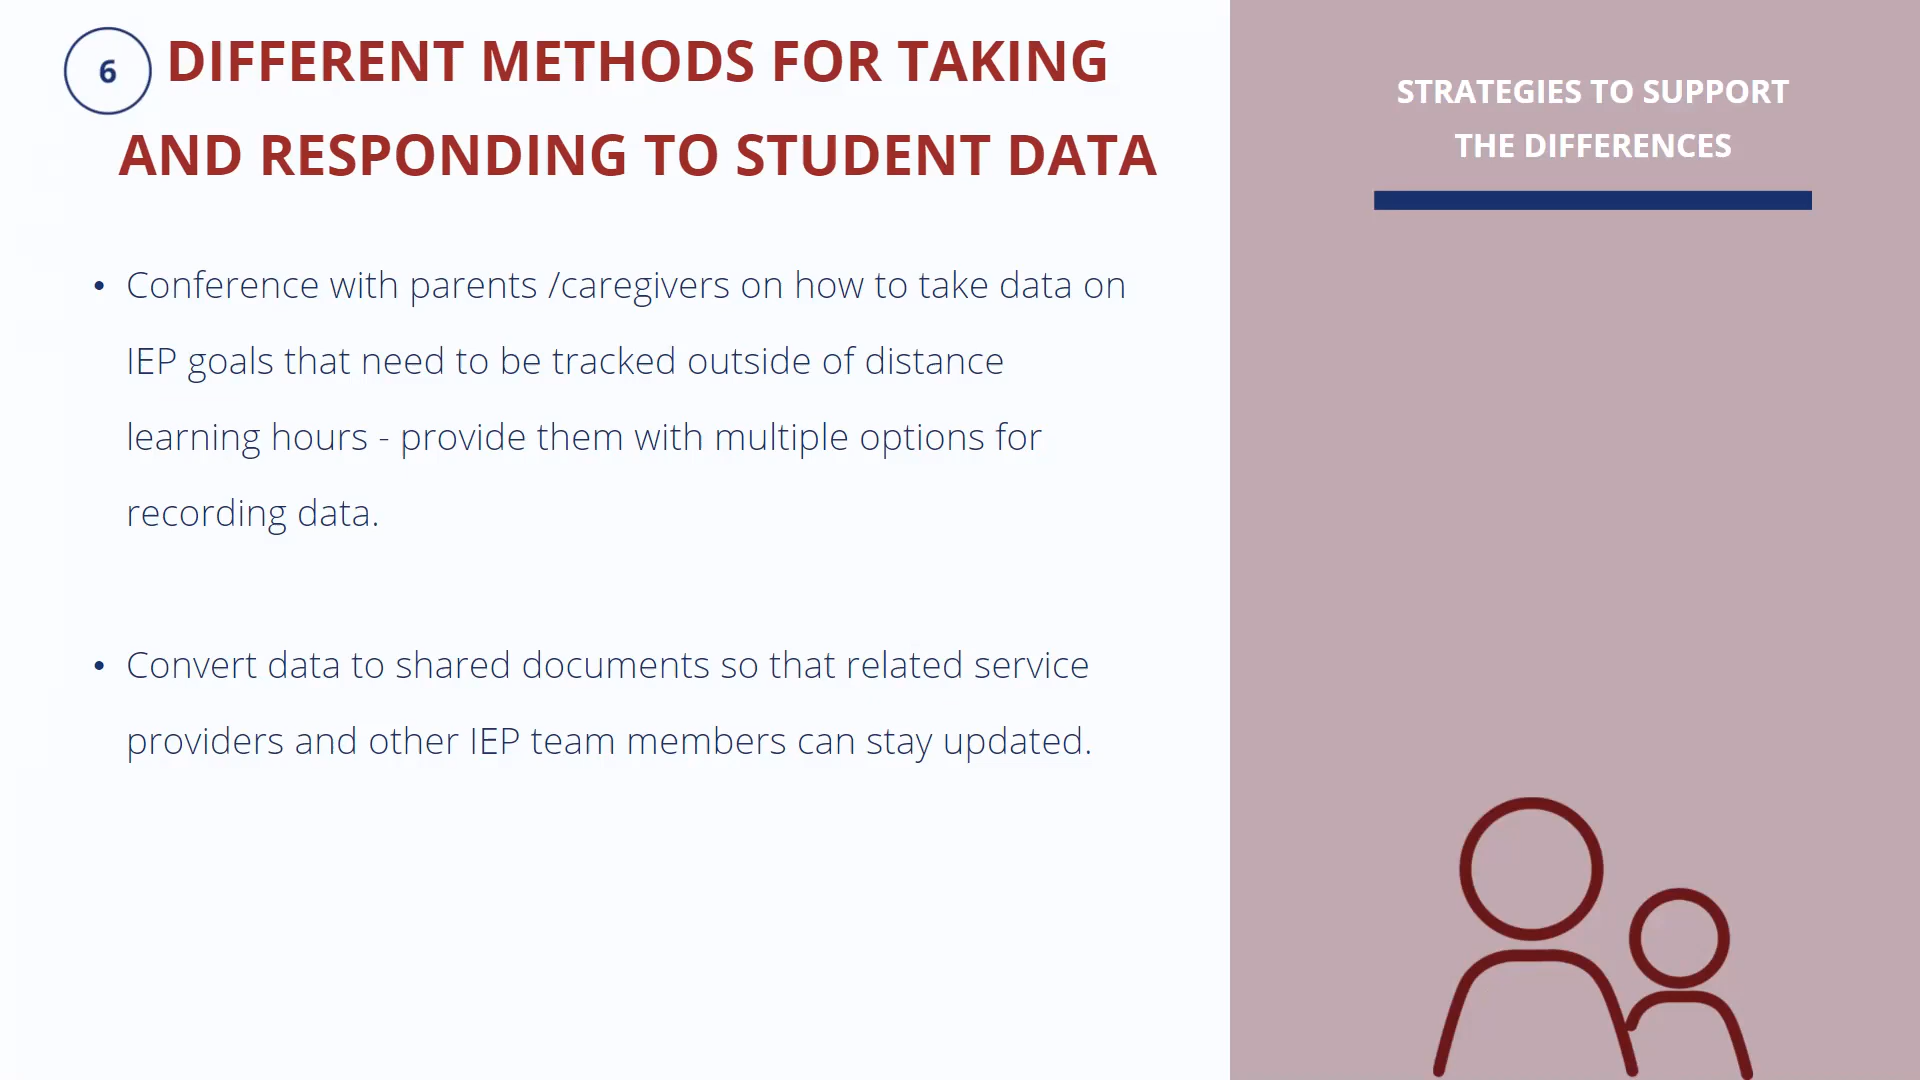 6
DIFFERENT METHODS FOR TAKING
AND RESPONDING TO STUDENT DATA
• Conference with parents /caregivers on how to take data on
IEP goals that need to be tracked outside of distance
learning hours - provide them with multiple options for
recording data.
• Convert data to shared documents so that related service
providers and other IEP team members can stay updated.
STRATEGIES TO SUPPORT
THE DIFFERENCES